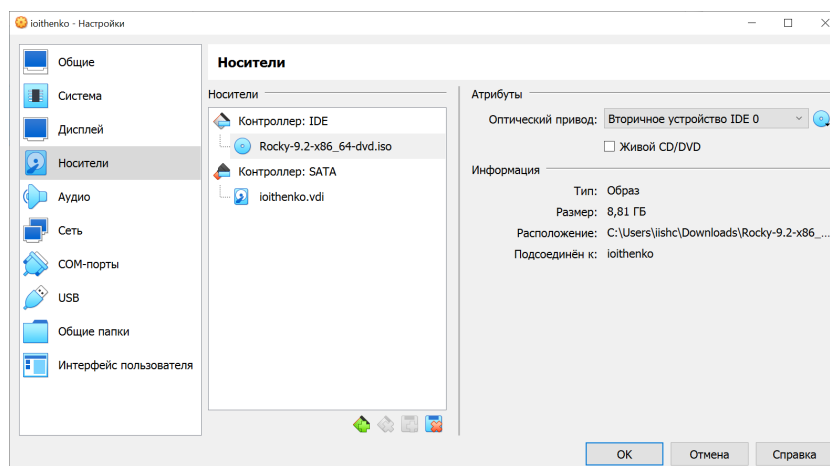 ioithenko - Настройки
Общие
Система
Дисплей
Носители
Аудио
Сеть
COM-порты
USB
Общие папки
Интерфейс пользователя
Носители
Носители
Контроллер: IDE
Rocky-9.2-x86_64-dvd.iso
Контроллер: SATA
ioithenko.vdi
Атрибуты
Оптический привод: Вторичное устройство IDE 0
Живой CD/DVD
Информация
Тип: Образ
Размер: 8,81 ГБ
Расположение: C:\Users\iishc\Downloads\Rocky-9.2-x86_...
Подсоединён к: ioithenko
OK Отмена Справка